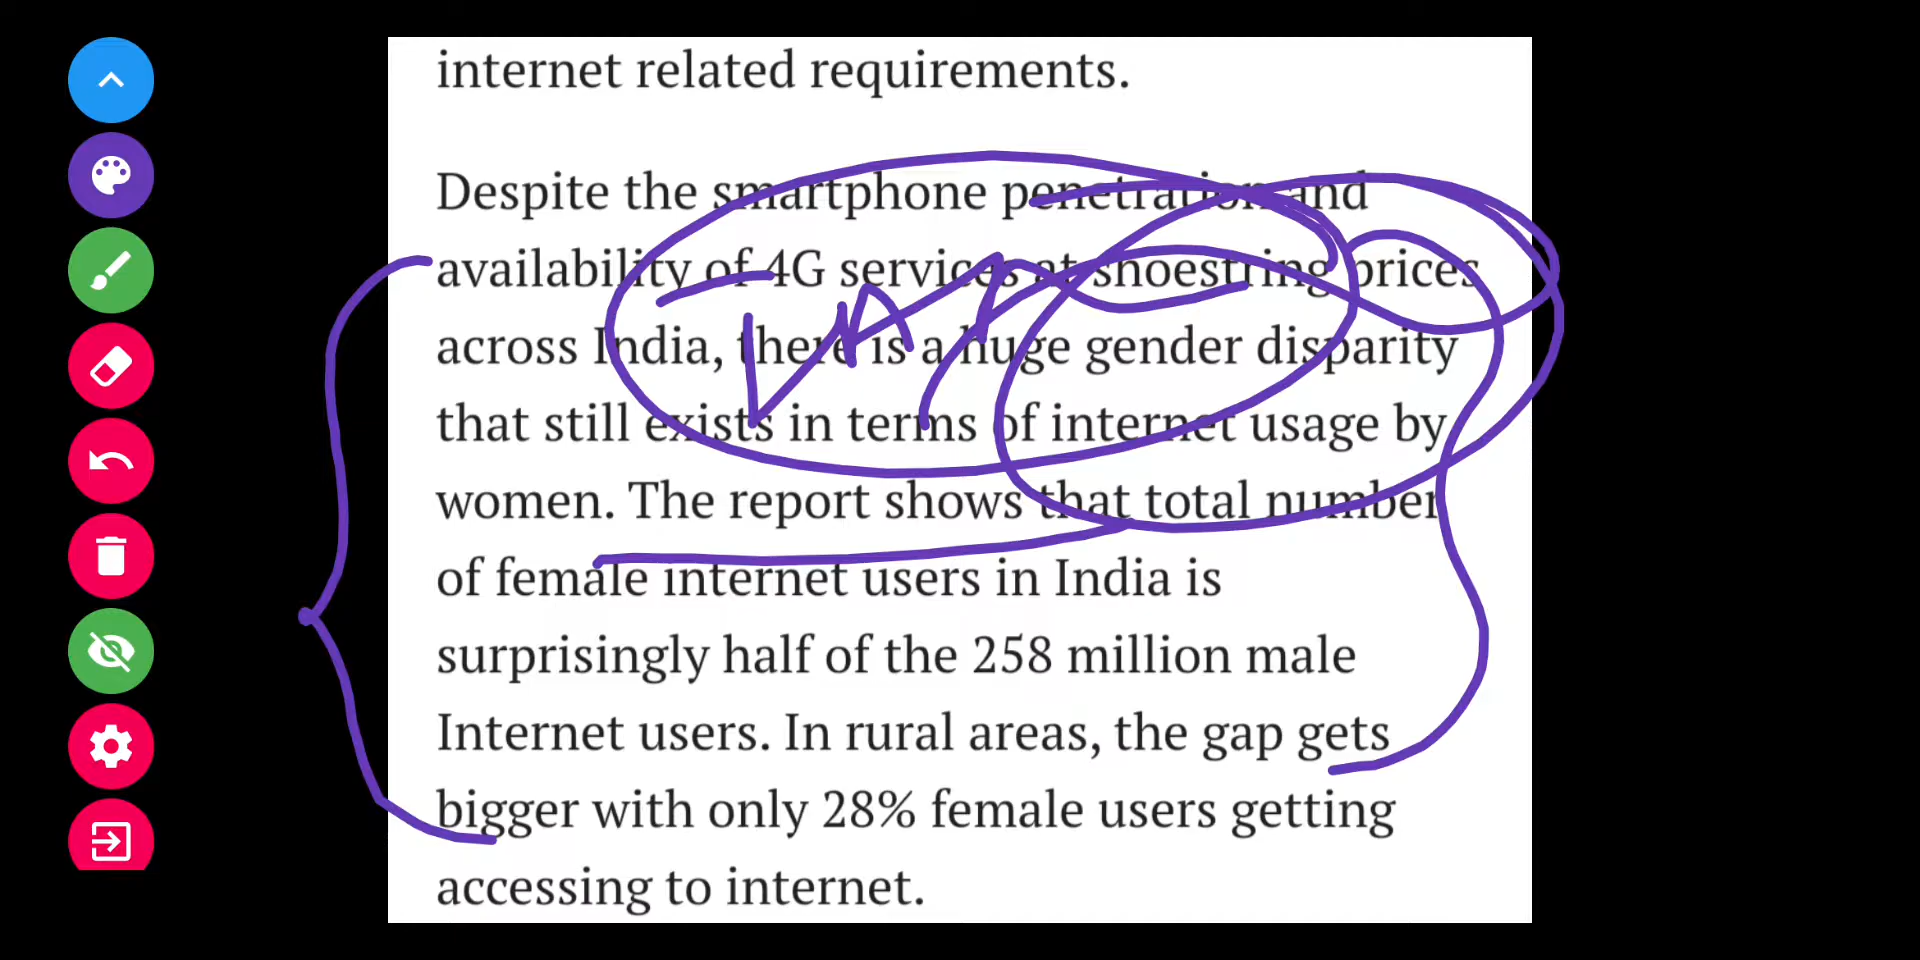 internet related requirements.
Despite the smartphone penetration and
availability of 4G services at shoestring prices
across India, there is a huge gender disparity
that still exists in terms of internet usage by
women. The report shows that total number
of female internet users in India is
surprisingly half of the 258 million male
Internet users. In rural areas, the gap gets
bigger with only 28% female users getting
accessing to internet.